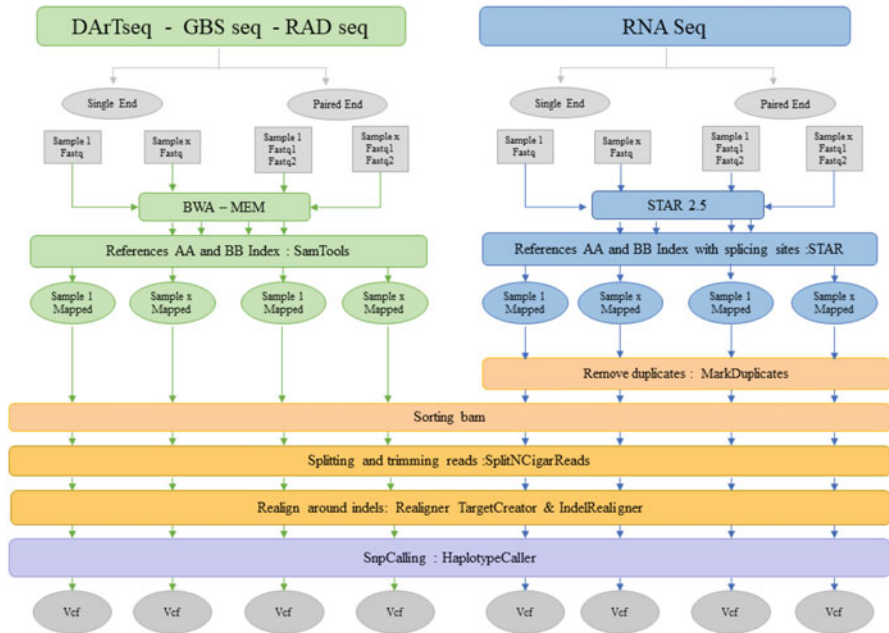 DArTseq - GBS seq - RAD seq
RNA Seq
Single End
Paired End
Single End
Paired End
Sample 1
Fastq
Sample x
Fastq
Sample 1
Fastq1
Fastq2
Sample x
Fastq1
Fastq2
Sample 1
Fastq
Sample x
Fastq
Sample 1
Fastq1
Fastq2
Sample x
Fastq1
Fastq2
BWA – MEM
STAR 2.5
References AA and BB Index : SamTools
References AA and BB Index with splicing sites :STAR
Sample 1
Mapped
Sample x
Mapped
Sample 1
Mapped
Sample x
Mapped
Sample 1
Mapped
Sample x
Mapped
Sample 1
Mapped
Sample x
Mapped
Remove duplicates : MarkDuplicates
Sorting bam
Splitting and trimming reads :SplitNCigarReads
Realign around indels: Realigner TargetCreator & IndelRealigner
SnpCalling : HaplotypeCaller
Vcf
Vcf
Vcf
Vcf
Vcf
Vcf
Vcf
Vcf